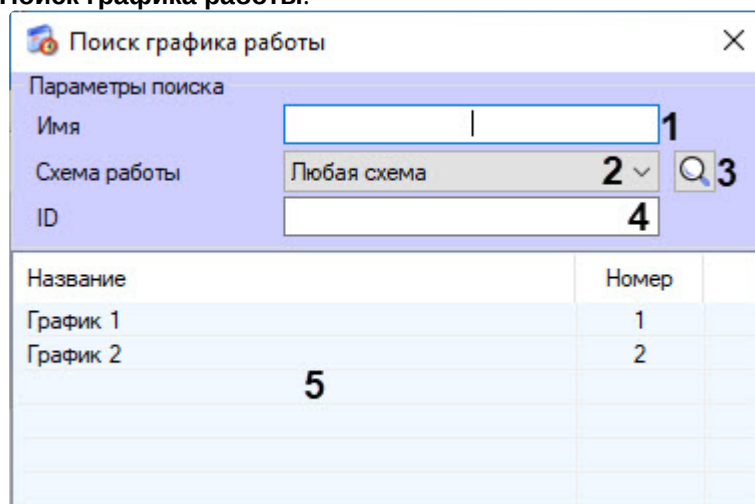 Поиск графика работы.
Поиск графика работы
Параметры поиска
Имя 1
Схема работы Любая схема 2 3
ID 4
Название Номер
График 1 1
График 2 2
5